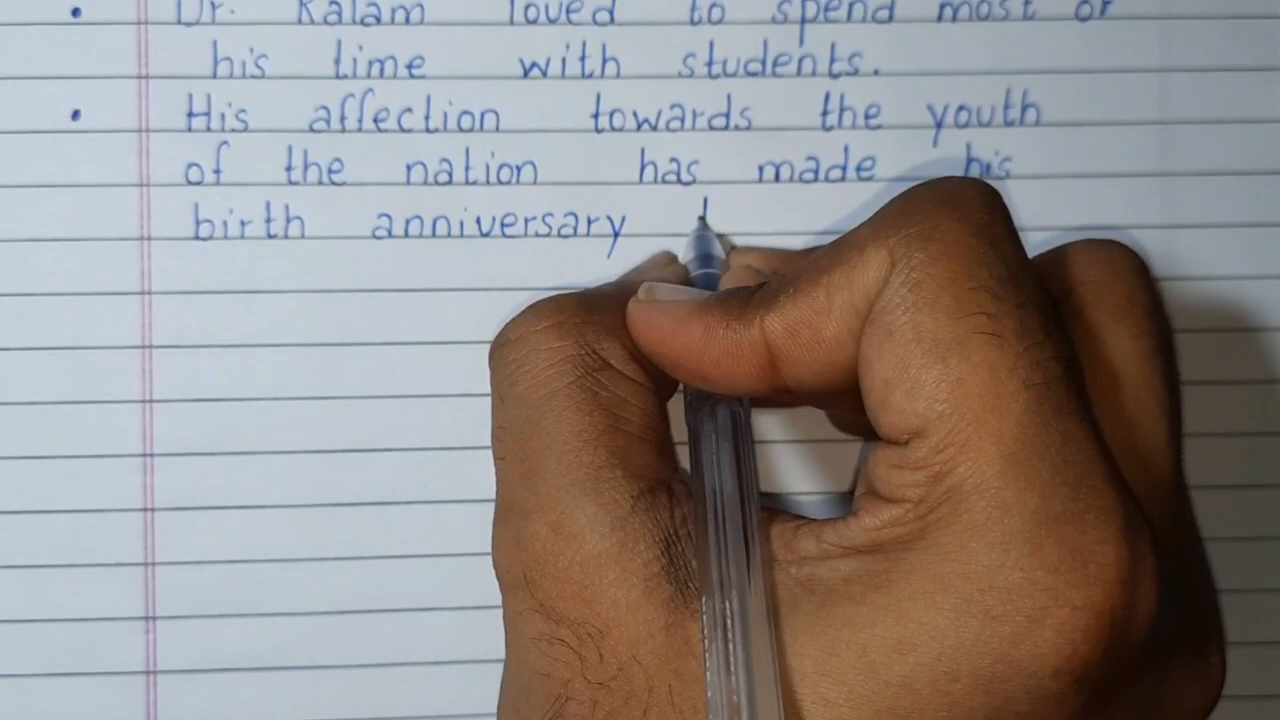 • Dr. Kalam loved to spend most of
his time with students.
• His affection towards the youth
of the nation has made his
birth anniversary